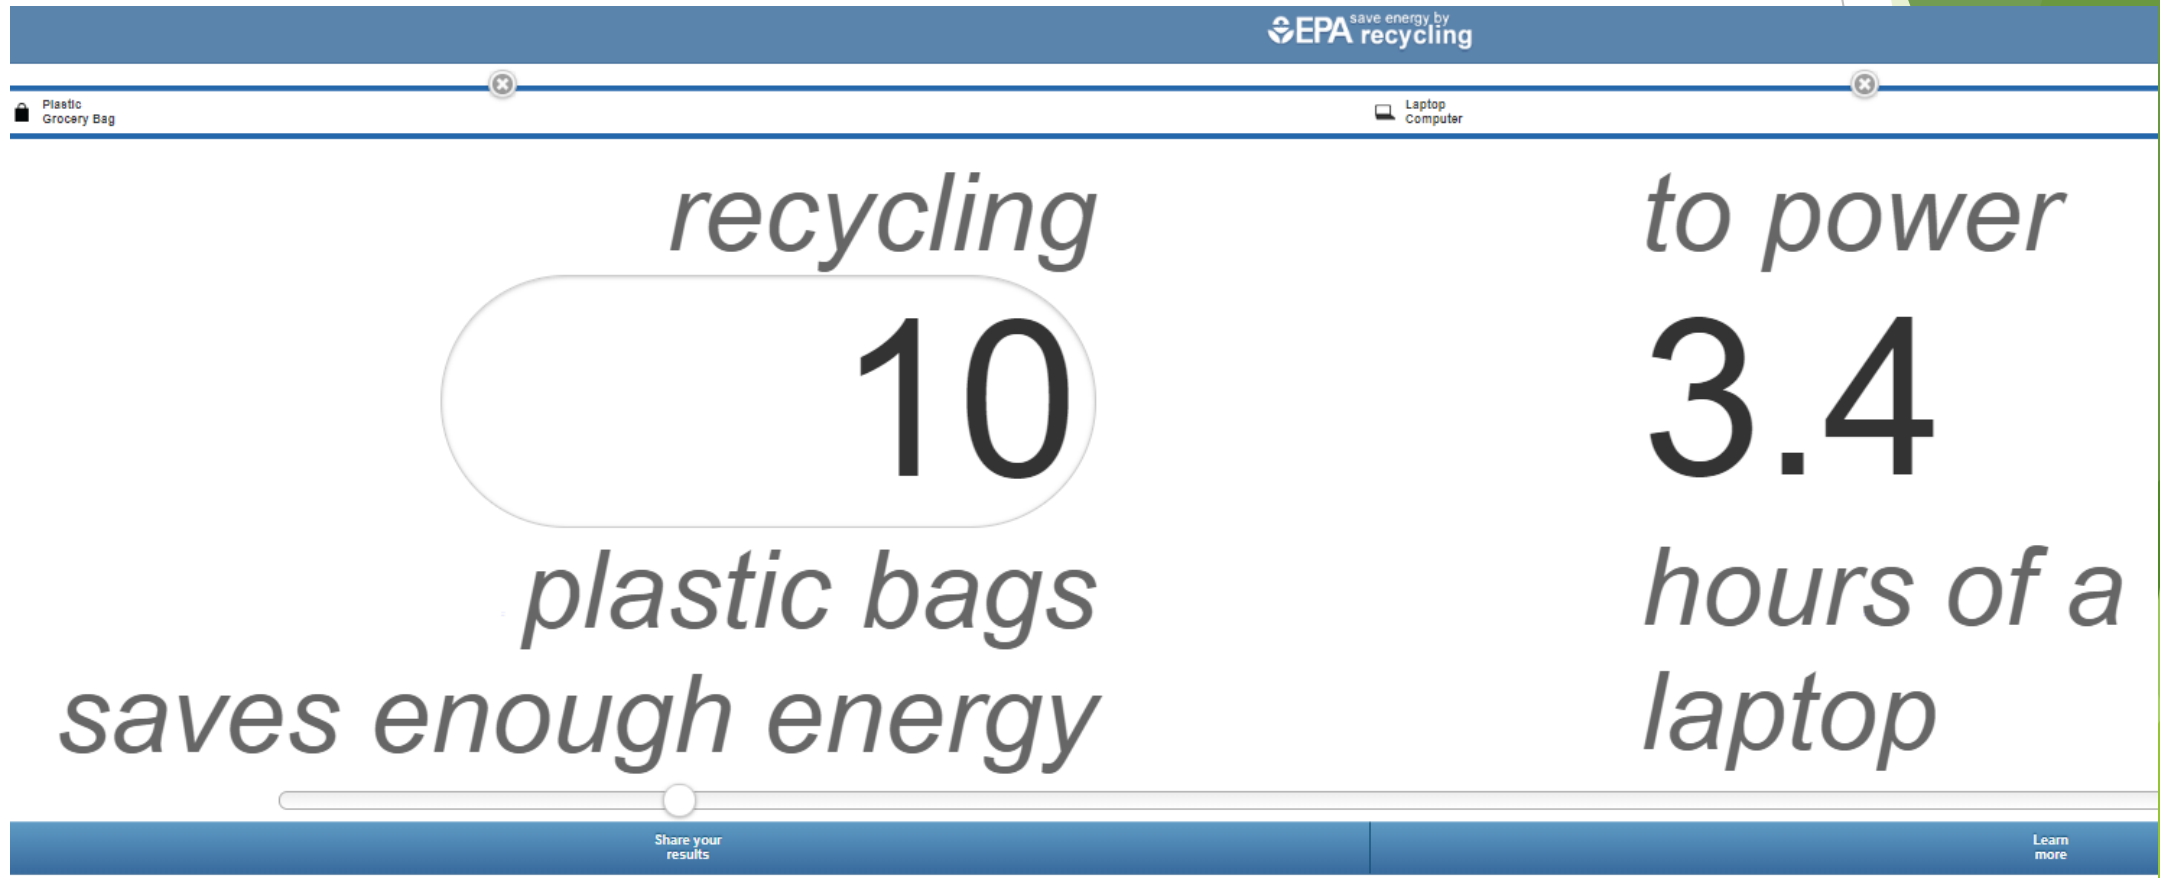 EPA save energy by
recycling
Plastic
Grocery Bag
Laptop
Computer
recycling
10
plastic bags
saves enough energy
to power
3.4
hours of a
laptop
Share your
results
Learn
more